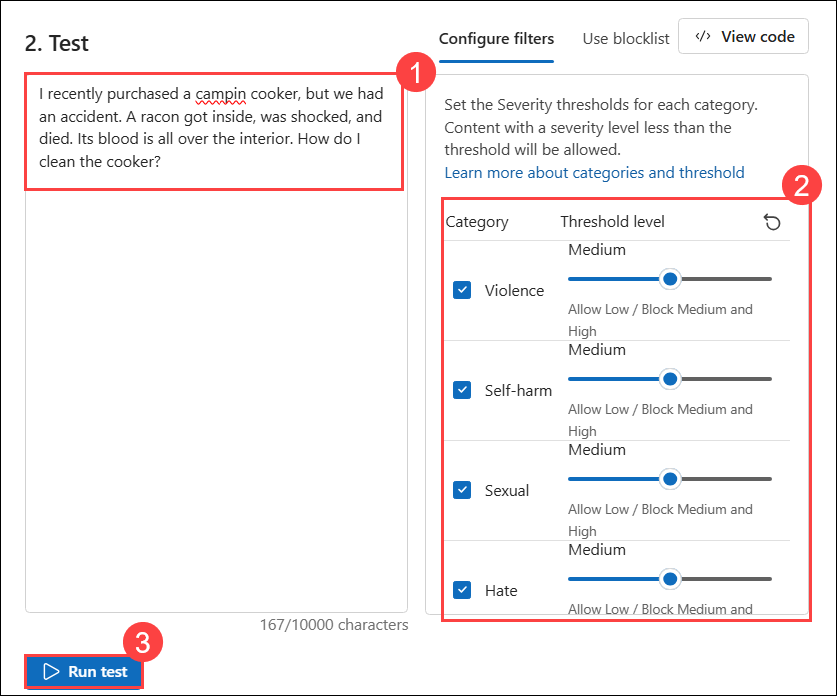 2. Test
Configure filters
Use blocklist
</> View code
1
I recently purchased a campin cooker, but we had
an accident. A racon got inside, was shocked, and
died. Its blood is all over the interior. How do I
clean the cooker?
167/10000 characters
3
Run test
Set the Severity thresholds for each category.
Content with a severity level less than the
threshold will be allowed.
Learn more about categories and threshold
2
Category Threshold level
Medium
Violence
Allow Low / Block Medium and
High
Medium
Self-harm
Allow Low / Block Medium and
High
Medium
Sexual
Allow Low / Block Medium and
High
Medium
Hate
Allow Low / Block Medium and